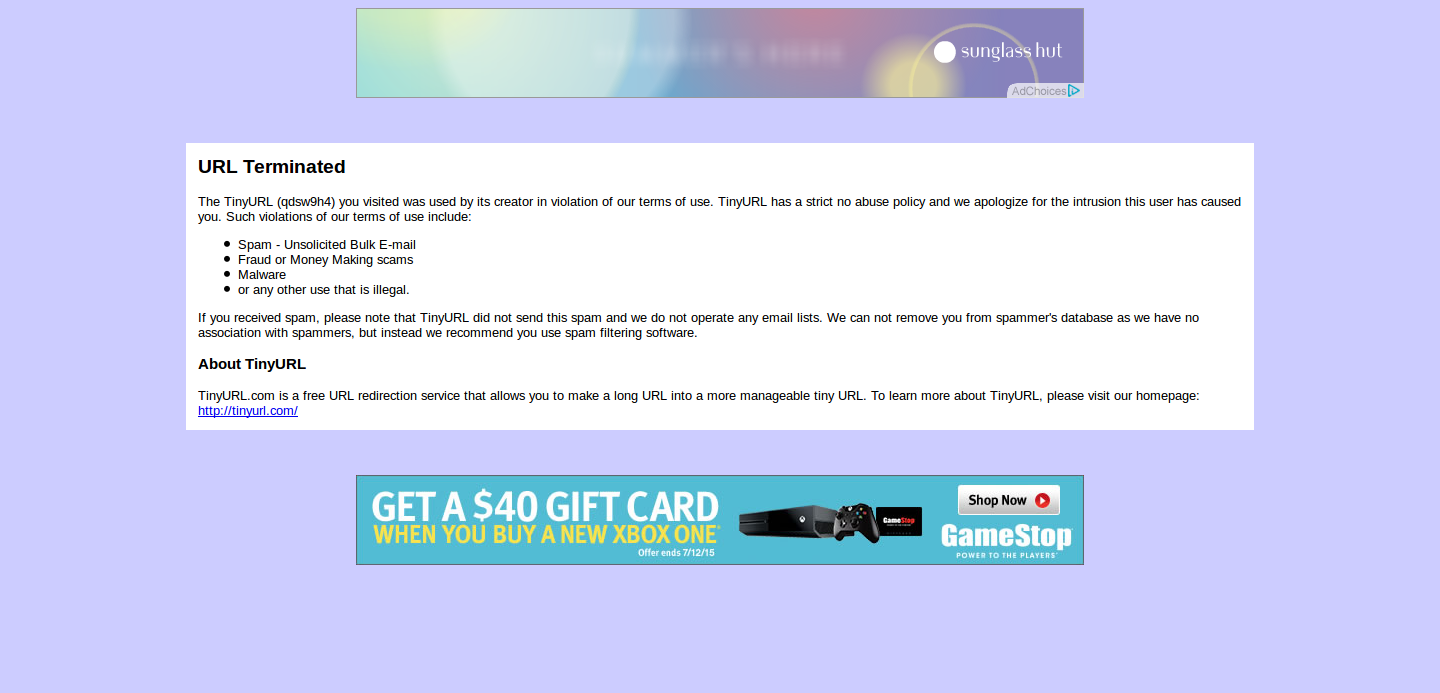 sunglass hut
AdChoices
URL Terminated
The TinyURL (qdsw9h4) you visited was used by its creator in violation of our terms of use. TinyURL has a strict no abuse policy and we apologize for the intrusion this user has caused
you. Such violations of our terms of use include:
Spam - Unsolicited Bulk E-mail
Fraud or Money Making scams
Malware
or any other use that is illegal.
If you received spam, please note that TinyURL did not send this spam and we do not operate any email lists. We can not remove you from spammer's database as we have no
association with spammers, but instead we recommend you use spam filtering software.
About TinyURL
TinyURL.com is a free URL redirection service that allows you to make a long URL into a more manageable tiny URL. To learn more about TinyURL, please visit our homepage:
http://tinyurl.com/
GET A $40 GIFT CARD
WHEN YOU BUY A NEW XBOX ONE
Offer ends 7/12/15
GameStop
Shop Now
GameStop
POWER TO THE PLAYERS